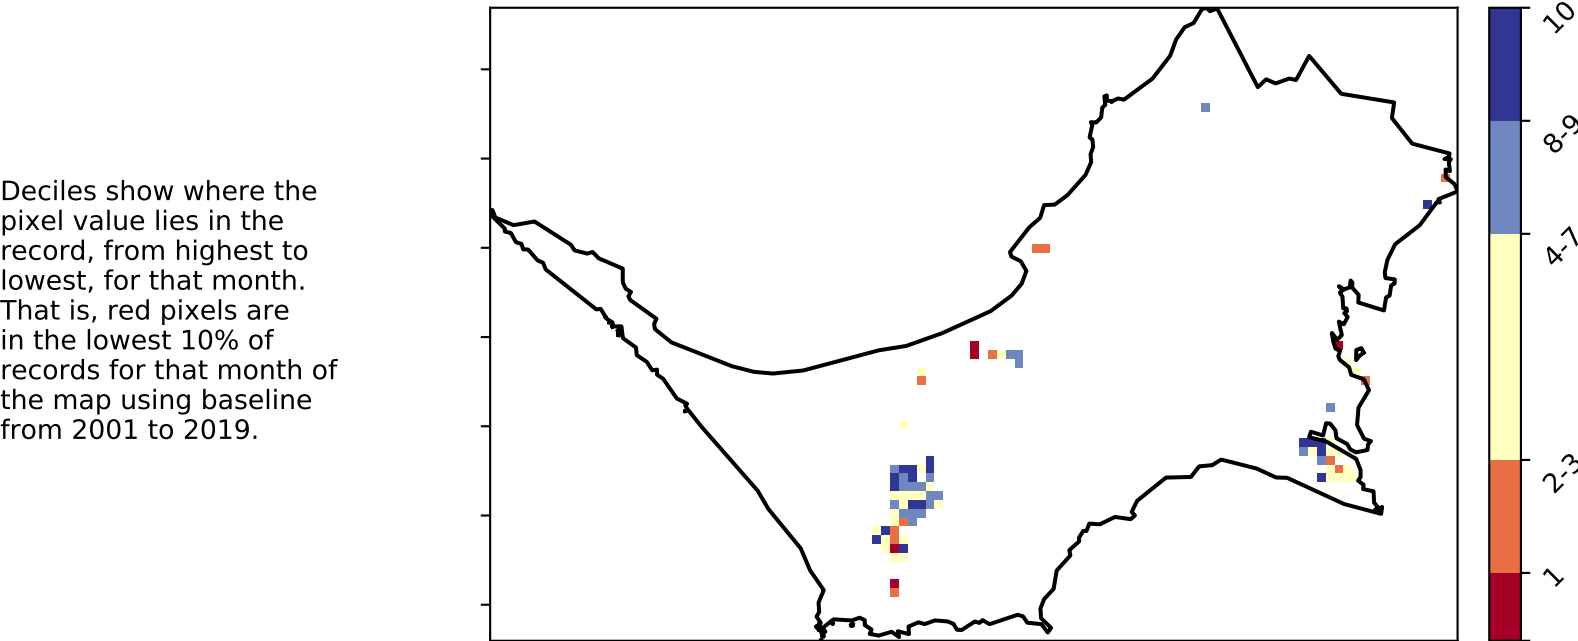 Deciles show where the
pixel value lies in the
record, from highest to
lowest, for that month.
That is, red pixels are
in the lowest 10% of
records for that month of
the map using baseline
from 2001 to 2019.
10
8-9
4-7
2-3
1